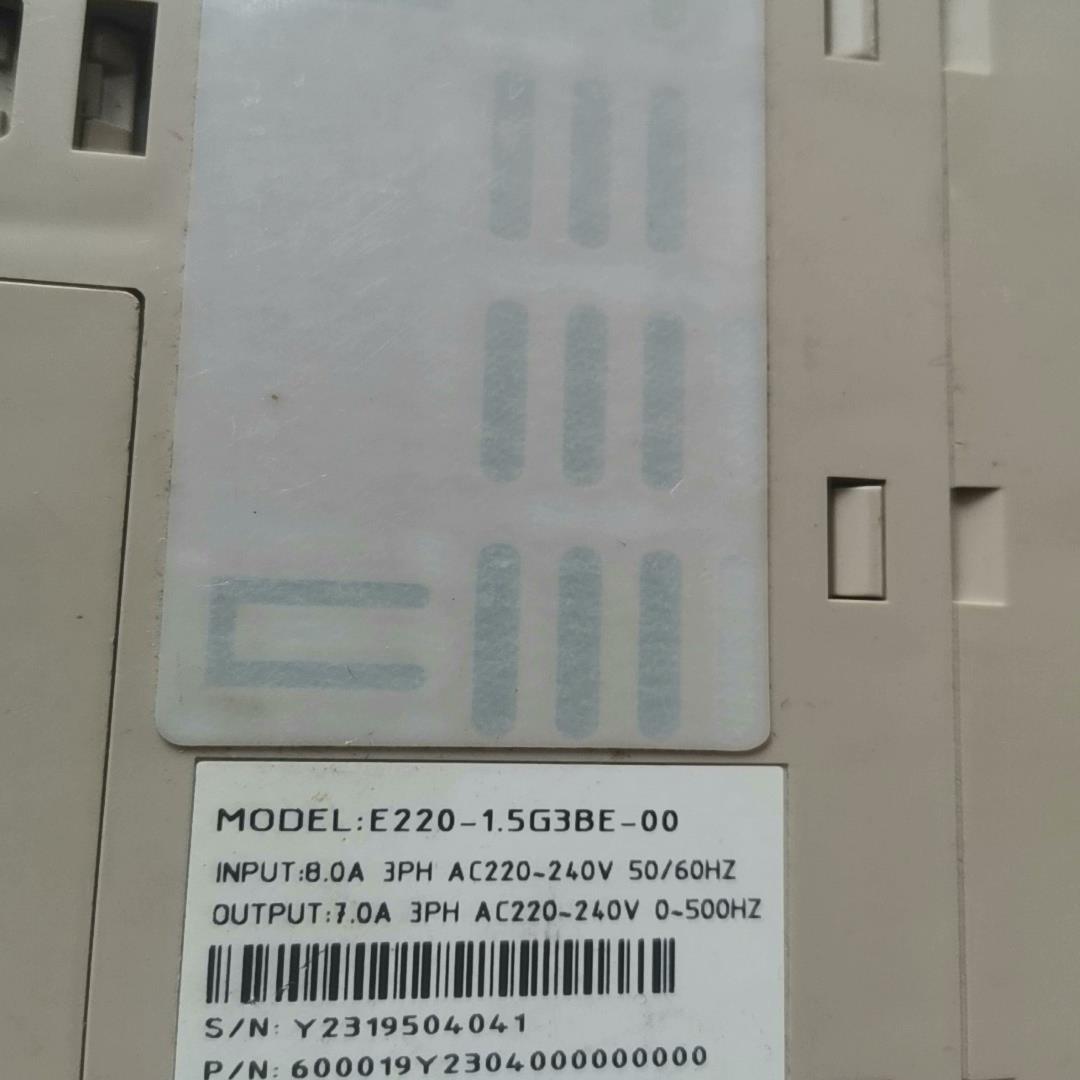 MODEL:E220-1.5G3BE-00
INPUT:8.0A 3PH AC220~240V 50/60HZ
OUTPUT:7.0A 3PH AC220~240V 0~500HZ
S/N: Y2319504041
P/N: 600019Y2304000000000